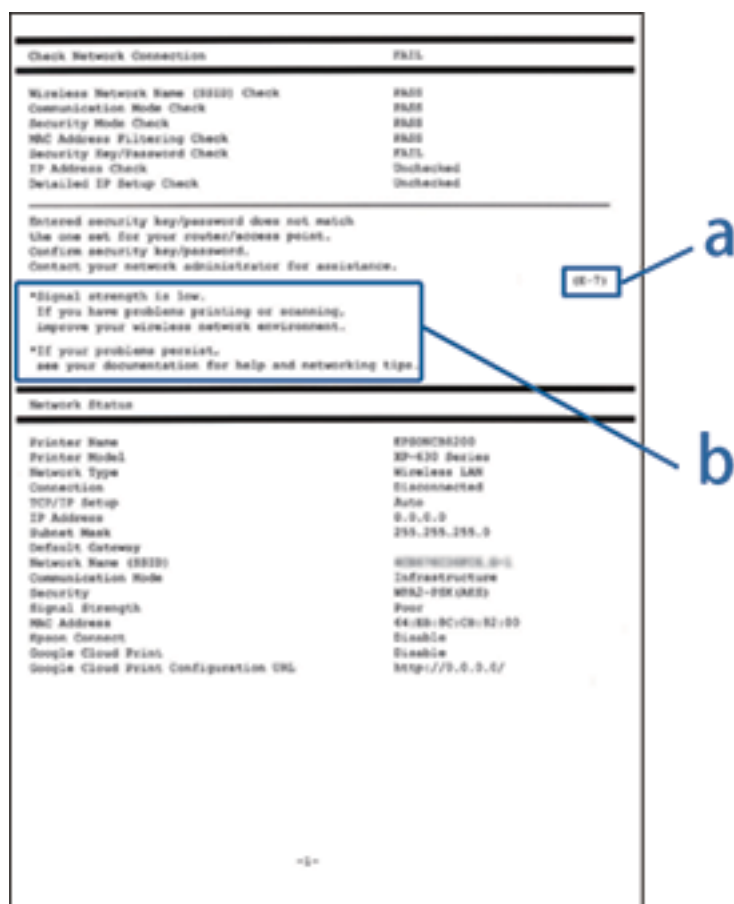 Check Network Connection FAIL
Wireless Network Name (SSID) Check PASS
Communication Mode Check PASS
Security Mode Check PASS
MAC Address Filtering Check PASS
Security Key/Password Check FAIL
IP Address Check Unchecked
Detailed IP Setup Check Unchecked
Entered security key/password does not match
the one set for your router/access point.
Confirm security key/password.
Contact your network administrator for assistance.
(E-7)
a
*Signal strength is low.
If you have problems printing or scanning,
improve your wireless network environment.
*If your problems persist,
see your documentation for help and networking tips.
b
Network Status
Printer Name
Printer Model XP-630 Series
Network Type Wireless LAN
Connection Disconnected
TCP/IP Setup Auto
IP Address 0.0.0.0
Subnet Mask 255.255.255.0
Default Gateway
Network Name (SSID)
Communication Mode Infrastructure
Security WPA2-PSK(AES)
Signal Strength Poor
MAC Address
Epson Connect Disable
Google Cloud Print Disable
Google Cloud Print Configuration URL http://0.0.0.0/
-1-